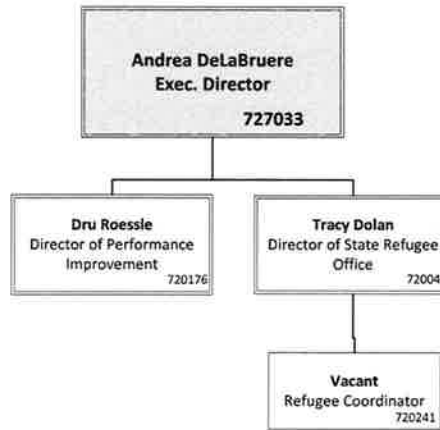 Andrea DeLaBruere
Exec. Director
727033
Dru Roessle
Director of Performance
Improvement
720176
Tracy Dolan
Director of State Refugee
Office
72004
Vacant
Refugee Coordinator
720241